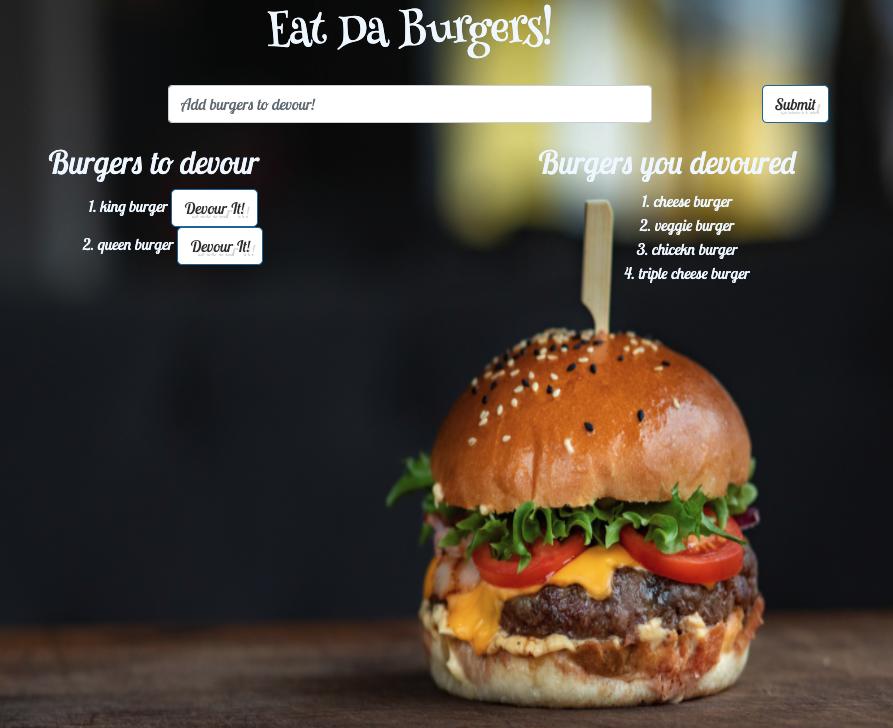 Eat Da Burgers!
Add burgers to devour!
Submit
Burgers to devour
1. king burger Devour It!
2. queen burger Devour It!
Burgers you devoured
1. cheese burger
2. veggie burger
3. chicekn burger
4. triple cheese burger